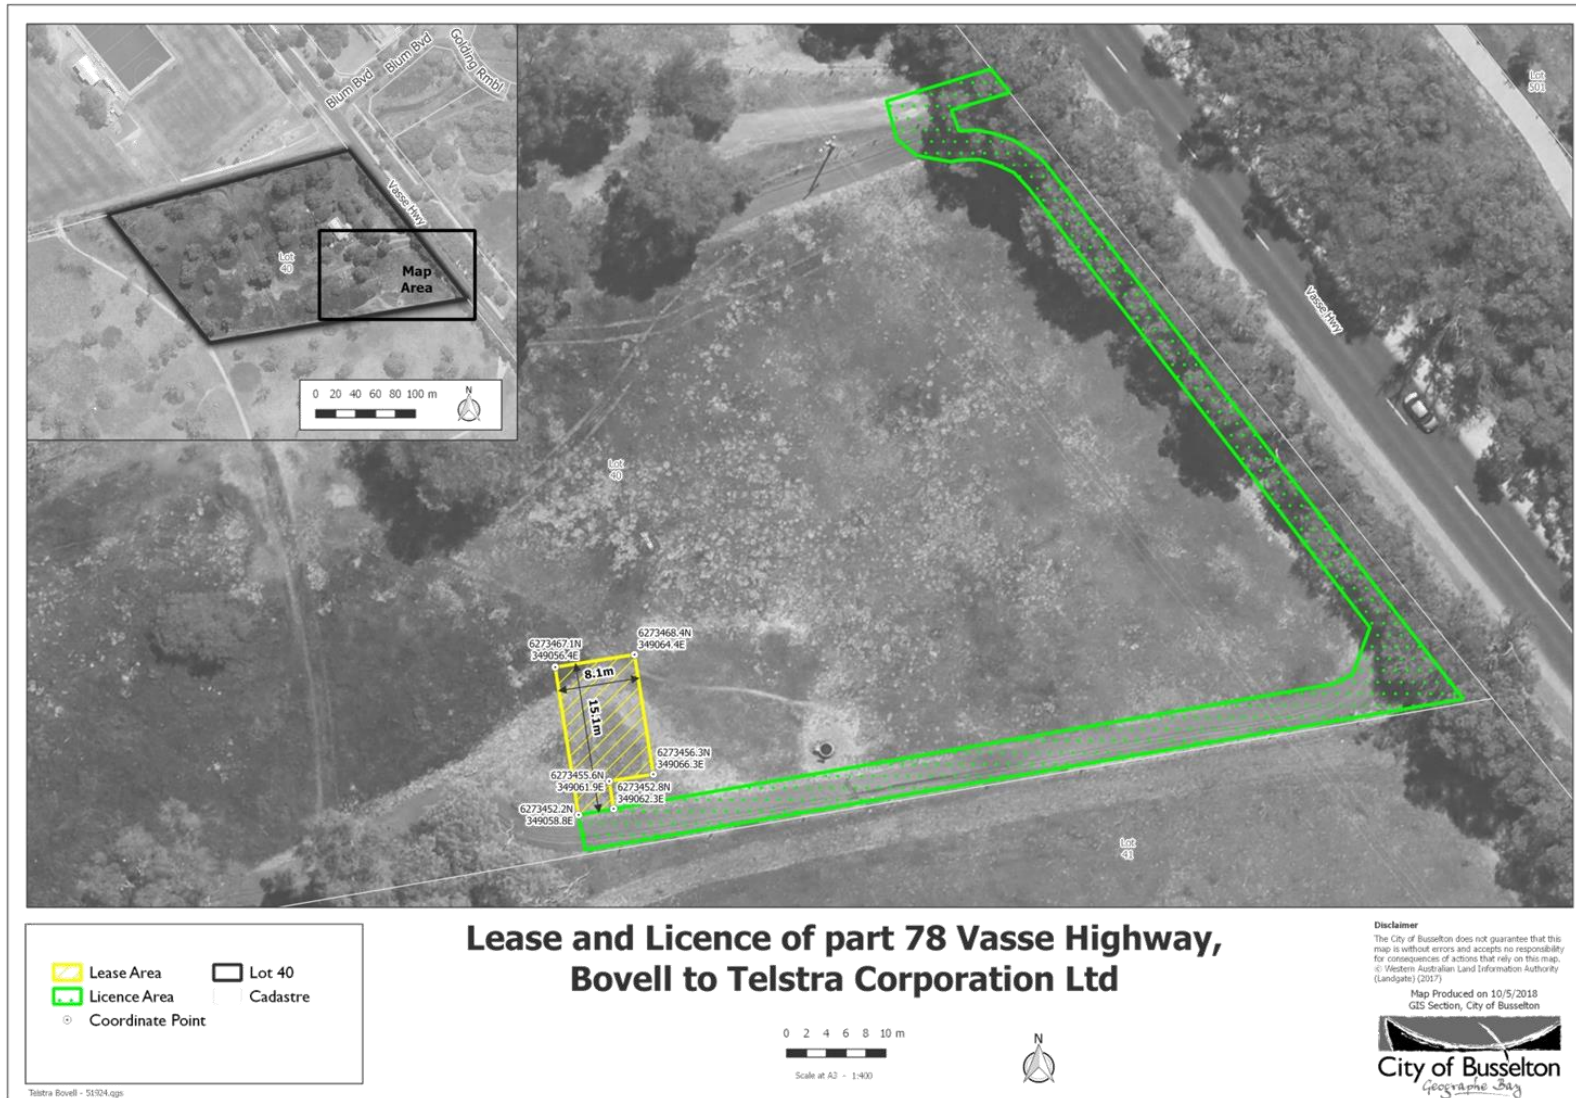 Blum Bvd
Blum Bvd
Golding Rmbl
Vasse Hwy
Lot
40
Map
Area
0 20 40 60 80 100 m
N
Lot
501
Vasse Hwy
Lot
40
6273467.1N
349056.4E
6273468.4N
349064.4E
8.1m
15.1m
6273456.3N
349066.3E
6273455.6N
349061.9E
6273452.8N
349062.3E
6273452.2N
349058.8E
Lot
41
Lease Area
Licence Area
Coordinate Point
Lot 40
Cadastre
Lease and Licence of part 78 Vasse Highway,
Bovell to Telstra Corporation Ltd
0 2 4 6 8 10 m
Scale at A3 - 1:400
N
Disclaimer
The City of Busselton does not guarantee that this
map is without errors and accepts no responsibility
for consequences of actions that rely on this map.
© Western Australian Land Information Authority
(Landgate) (2017)
Map Produced on 10/5/2018
GIS Section, City of Busselton
City of Busselton
Geographe Bay
Telstra Bovell - 51924.qgs